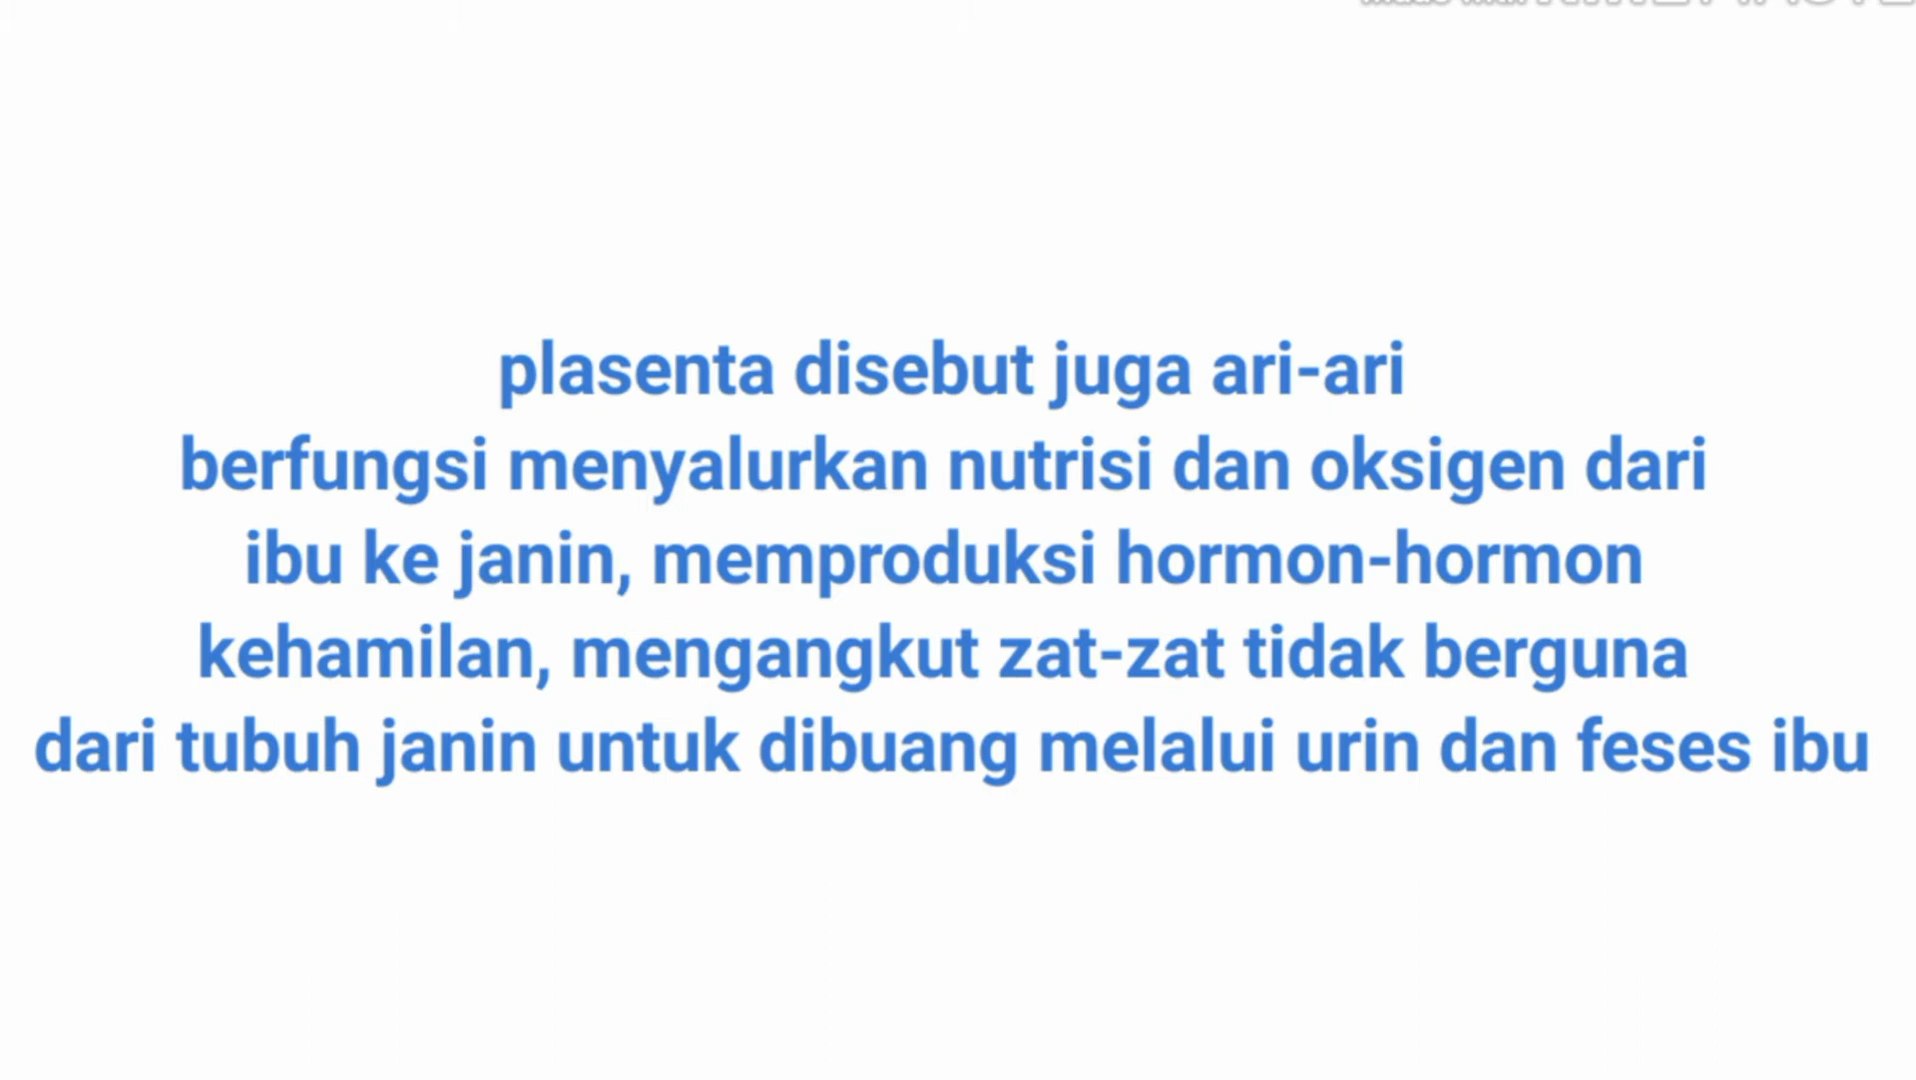 plasenta disebut juga ari-ari
berfungsi menyalurkan nutrisi dan oksigen dari
ibu ke janin, memproduksi hormon-hormon
kehamilan, mengangkut zat-zat tidak berguna
dari tubuh janin untuk dibuang melalui urin dan feses ibu